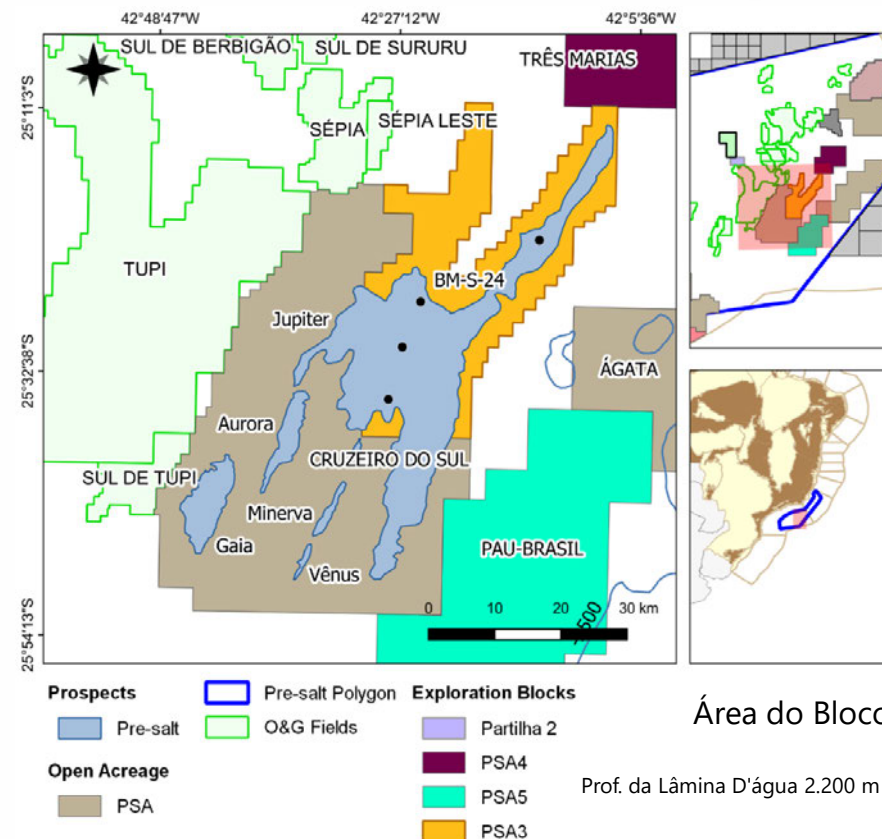 42°48'47"W
42°27'12"W
42°5'36"W
25°11'3"S
25°32'38"S
25°54'13"S
SUL DE BERBIGÃO
SUL DE SURURU
TRÊS MARIAS
SÉPIA
SÉPIA LESTE
TUPI
BM-S-24
Jupiter
ÁGATA
Aurora
CRUZEIRO DO SUL
SUL DE TUPI
Minerva
Gaia
PAU-BRASIL
Vênus
0 10 20 30 km
Prospects
Pre-salt
Open Acreage
PSA
Pre-salt Polygon
O&G Fields
Exploration Blocks
Partilha 2
PSA4
PSA5
PSA3
Área do Bloco
Prof. da Lâmina D'água 2.200 m